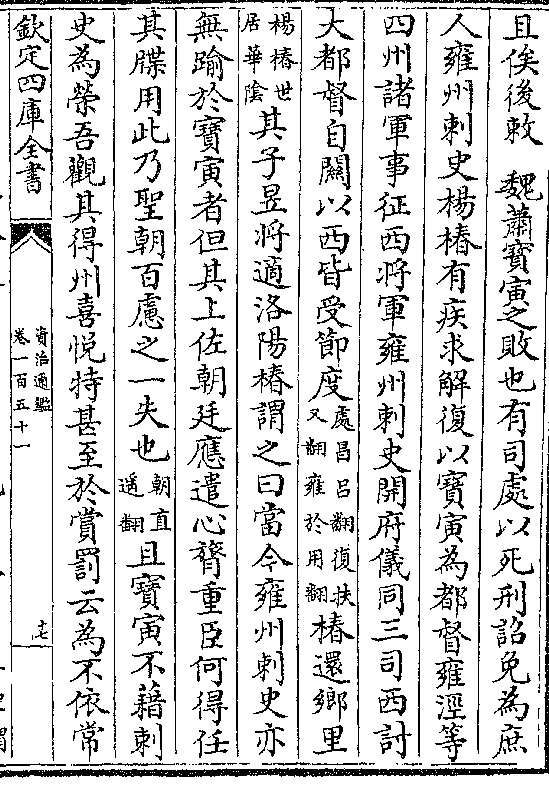 且俟後敕　魏蕭寶寅之敗也有司處以死刑詔免為庶
人雍州刺史楊椿有疾求解復以寶寅為都督雍涇等
四州諸軍事征西將軍雍州刺史開府儀同三司西討
大都督自關以西皆受節度處昌呂翻復扶又翻雍於用翻椿還鄉里
楊椿世居華陰其子昱將適洛陽椿謂之曰當今雍州刺史亦
無踰於寶寅者但其上佐朝廷應遣心膂重臣何得任
其牒用此乃聖朝百慮之一失也朝直遥翻且寶寅不藉刺
史為榮吾觀其得州喜悅特甚至於賞罰云為不依常
欽定四庫全書
資治通鑑
卷一百五十一
十七